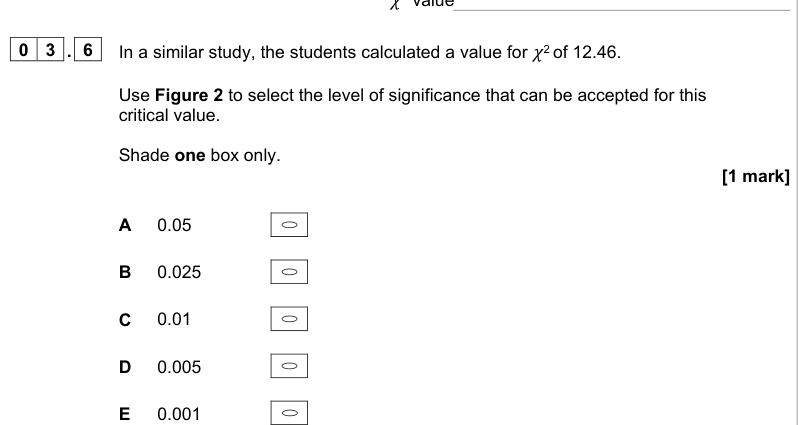 χ² value
0 3 . 6 In a similar study, the students calculated a value for χ² of 12.46.
Use Figure 2 to select the level of significance that can be accepted for this
critical value.
Shade one box only.
[1 mark]
A 0.05
B 0.025
C 0.01
D 0.005
E 0.001